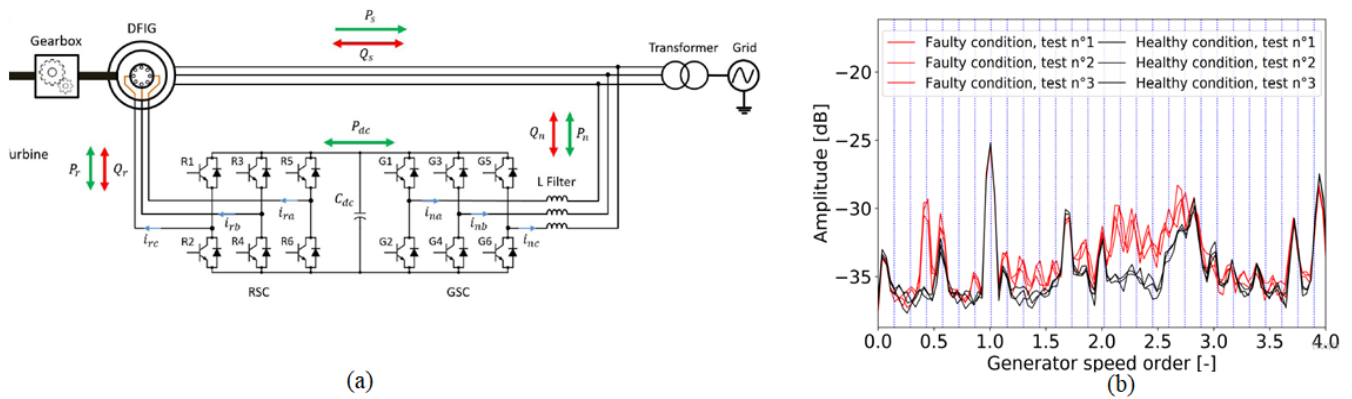 DFIG
Gearbox
Turbine
P_s
Q_s
Transformer
Grid
P_r
Q_r
P_dc
Q_n
P_n
R1
R3
R5
G1
G3
G5
L Filter
C_dc
i_ra
i_rb
i_rc
i_na
i_nb
i_nc
R2
R4
R6
G2
G4
G6
RSC
GSC
(a)
Faulty condition, test n°1
Faulty condition, test n°2
Faulty condition, test n°3
Healthy condition, test n°1
Healthy condition, test n°2
Healthy condition, test n°3
Amplitude [dB]
−20
−25
−30
−35
0.0 0.5 1.0 1.5 2.0 2.5 3.0 3.5 4.0
Generator speed order [-]
(b)